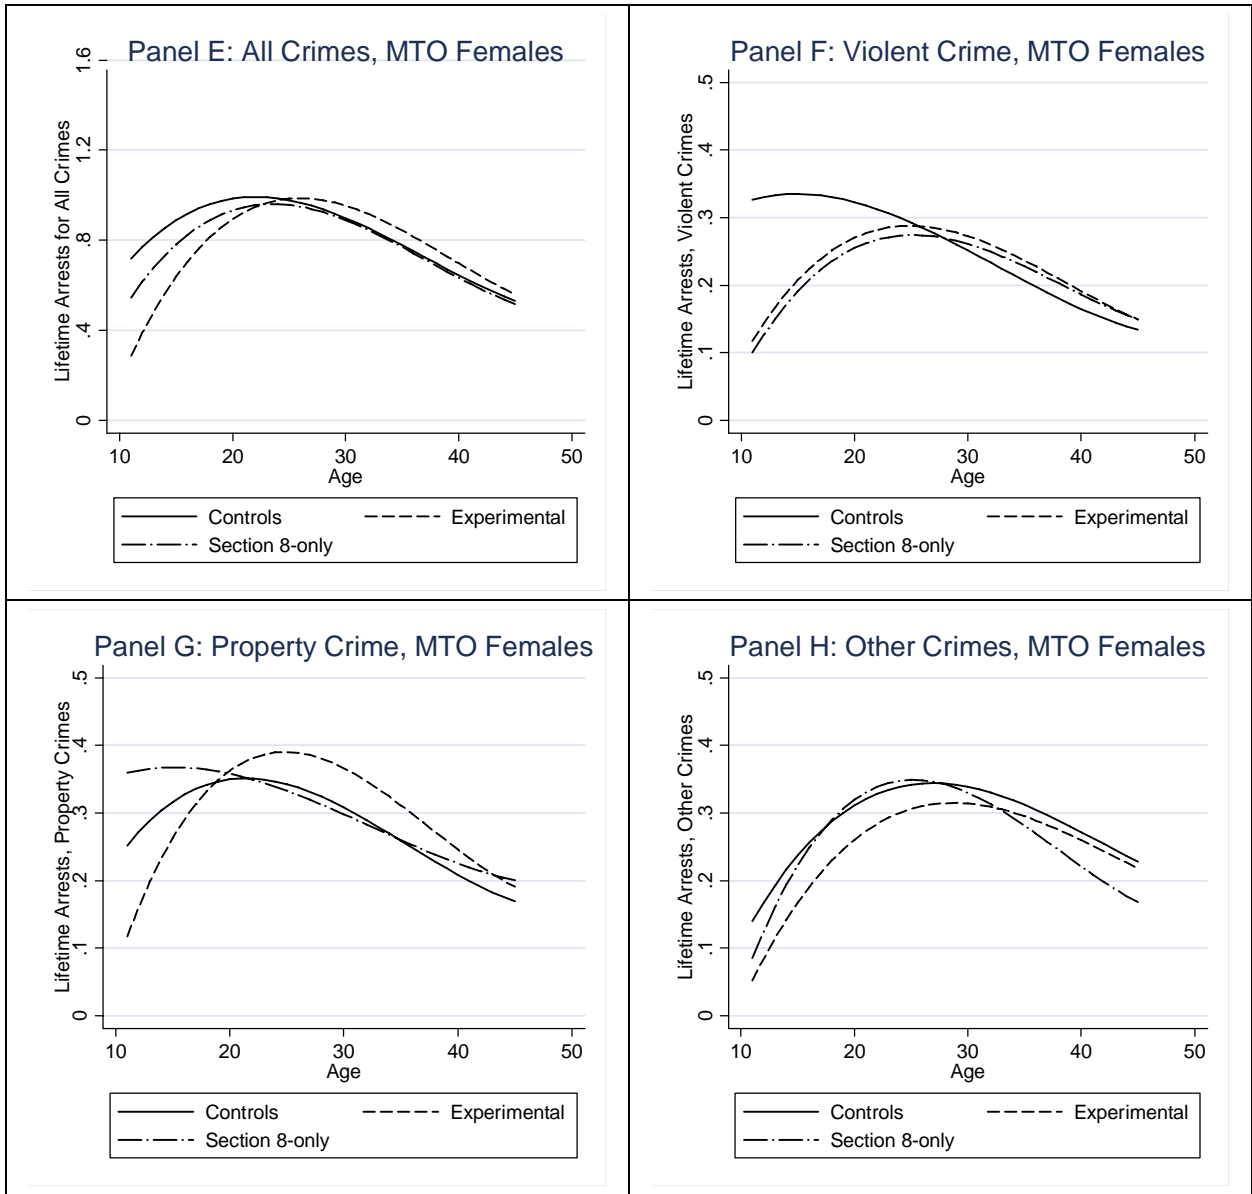 Panel E: All Crimes, MTO Females
Lifetime Arrests for All Crimes
1.6
1.2
.8
.4
0
10 20 30 40 50
Age
Controls Experimental
Section 8-only
Panel F: Violent Crime, MTO Females
Lifetime Arrests, Violent Crimes
.5
.4
.3
.2
.1
0
10 20 30 40 50
Age
Controls Experimental
Section 8-only
Panel G: Property Crime, MTO Females
Lifetime Arrests, Property Crimes
.5
.4
.3
.2
.1
0
10 20 30 40 50
Age
Controls Experimental
Section 8-only
Panel H: Other Crimes, MTO Females
Lifetime Arrests, Other Crimes
.5
.4
.3
.2
.1
0
10 20 30 40 50
Age
Controls Experimental
Section 8-only